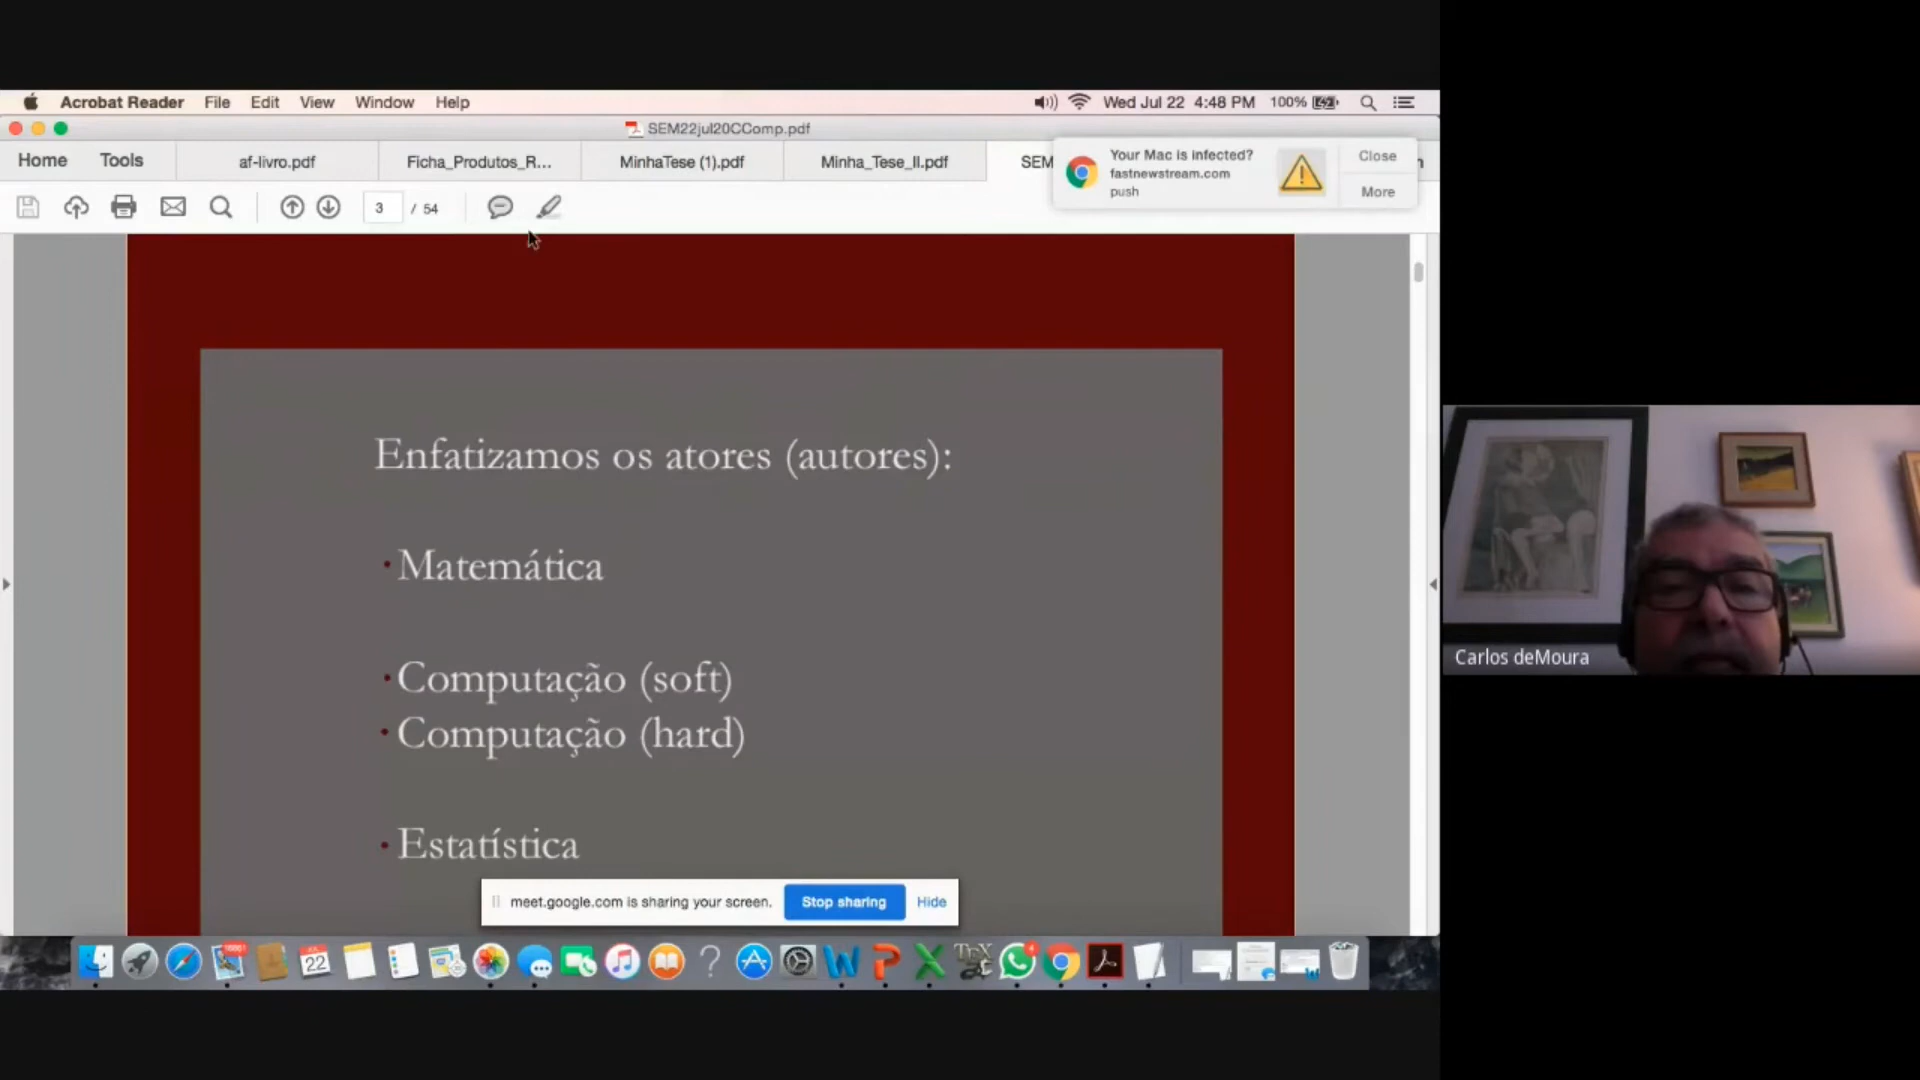 Acrobat Reader File Edit View Window Help Wed Jul 22 4:48 PM 100%
SEM22jul20CComp.pdf
Home Tools af-livro.pdf Ficha_Produtos_R... MinhaTese (1).pdf Minha_Tese_II.pdf SEM
Your Mac is infected?
fastnewstream.com
push
Close
More
3 / 54
Enfatizamos os atores (autores):
• Matemática
• Computação (soft)
• Computação (hard)
• Estatística
meet.google.com is sharing your screen. Stop sharing Hide
22
Carlos deMoura